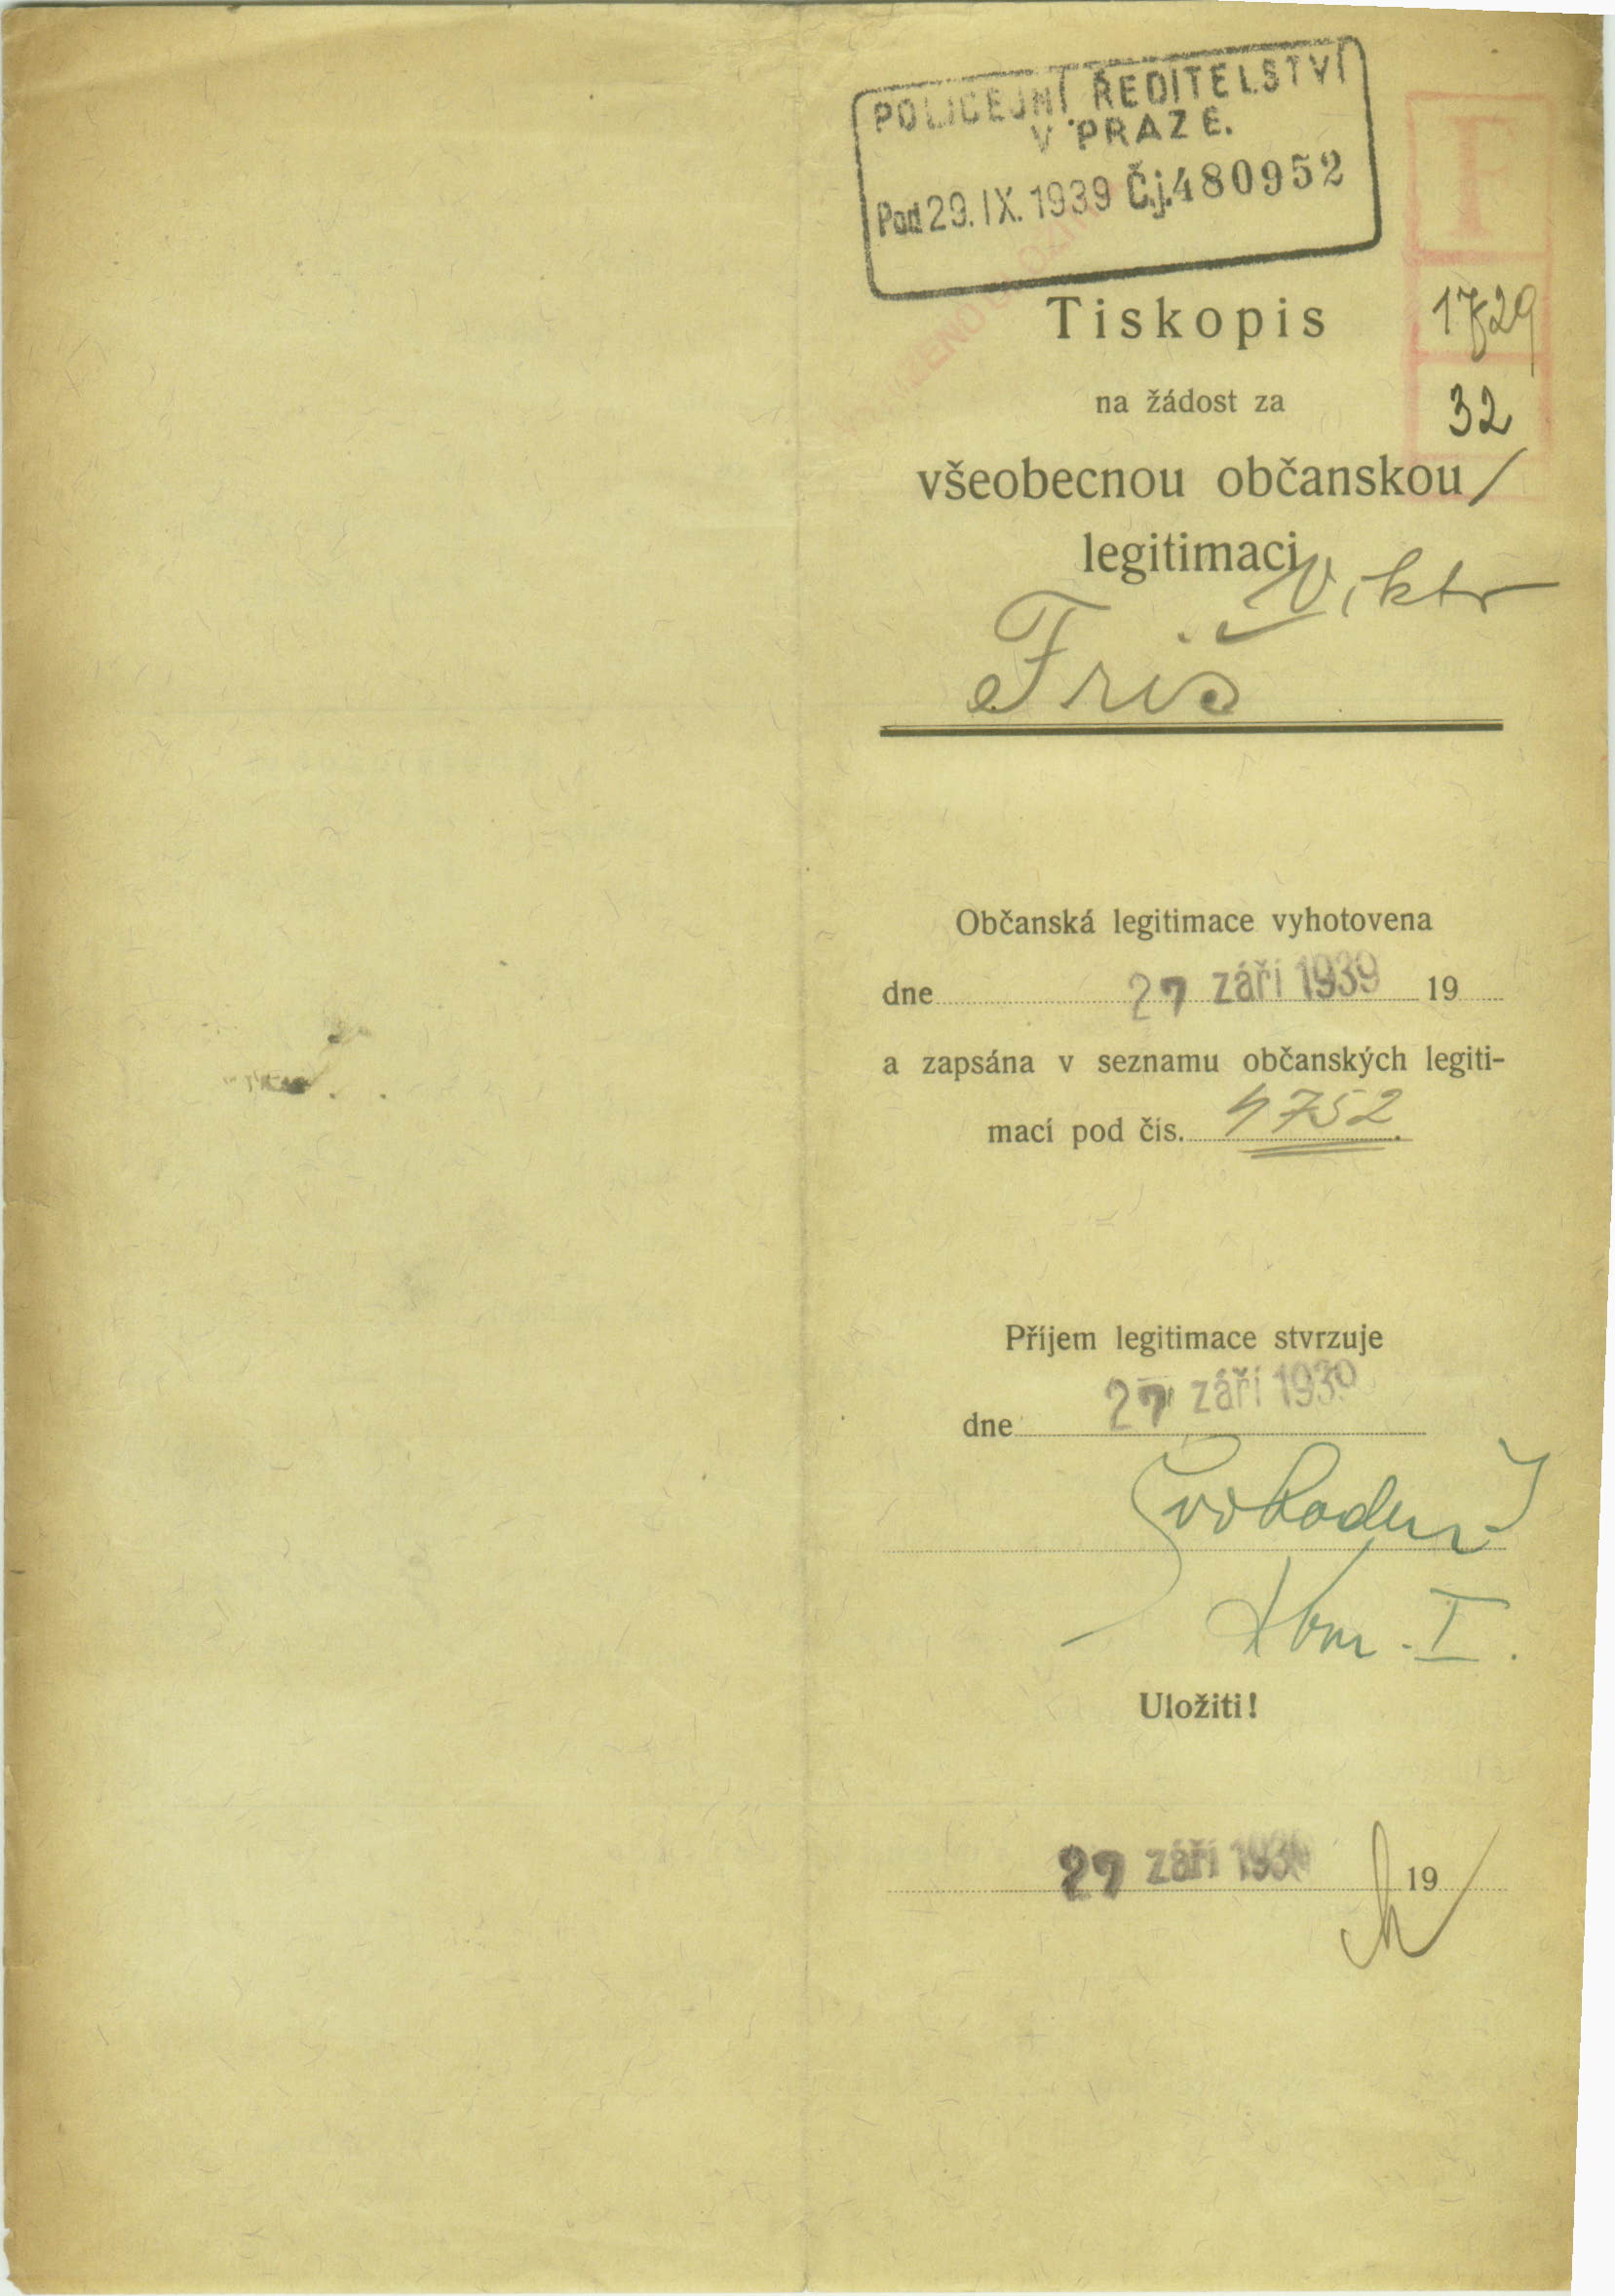 POLICEJNÍ ŘEDITELSTVÍ
V PRAZE.
Pod 29. IX. 1939 Č.j. 480952
F
Tiskopis
32
na žádost za
všeobecnou občanskou
legitimaci
Viktor
Friš
Občanská legitimace vyhotovena
dne 27 září 1939 19
a zapsána v seznamu občanských legiti-
mací pod čís. 4752
Příjem legitimace stvrzuje
dne 27 září 1939
I.
Uložiti!
27 září 1939 19